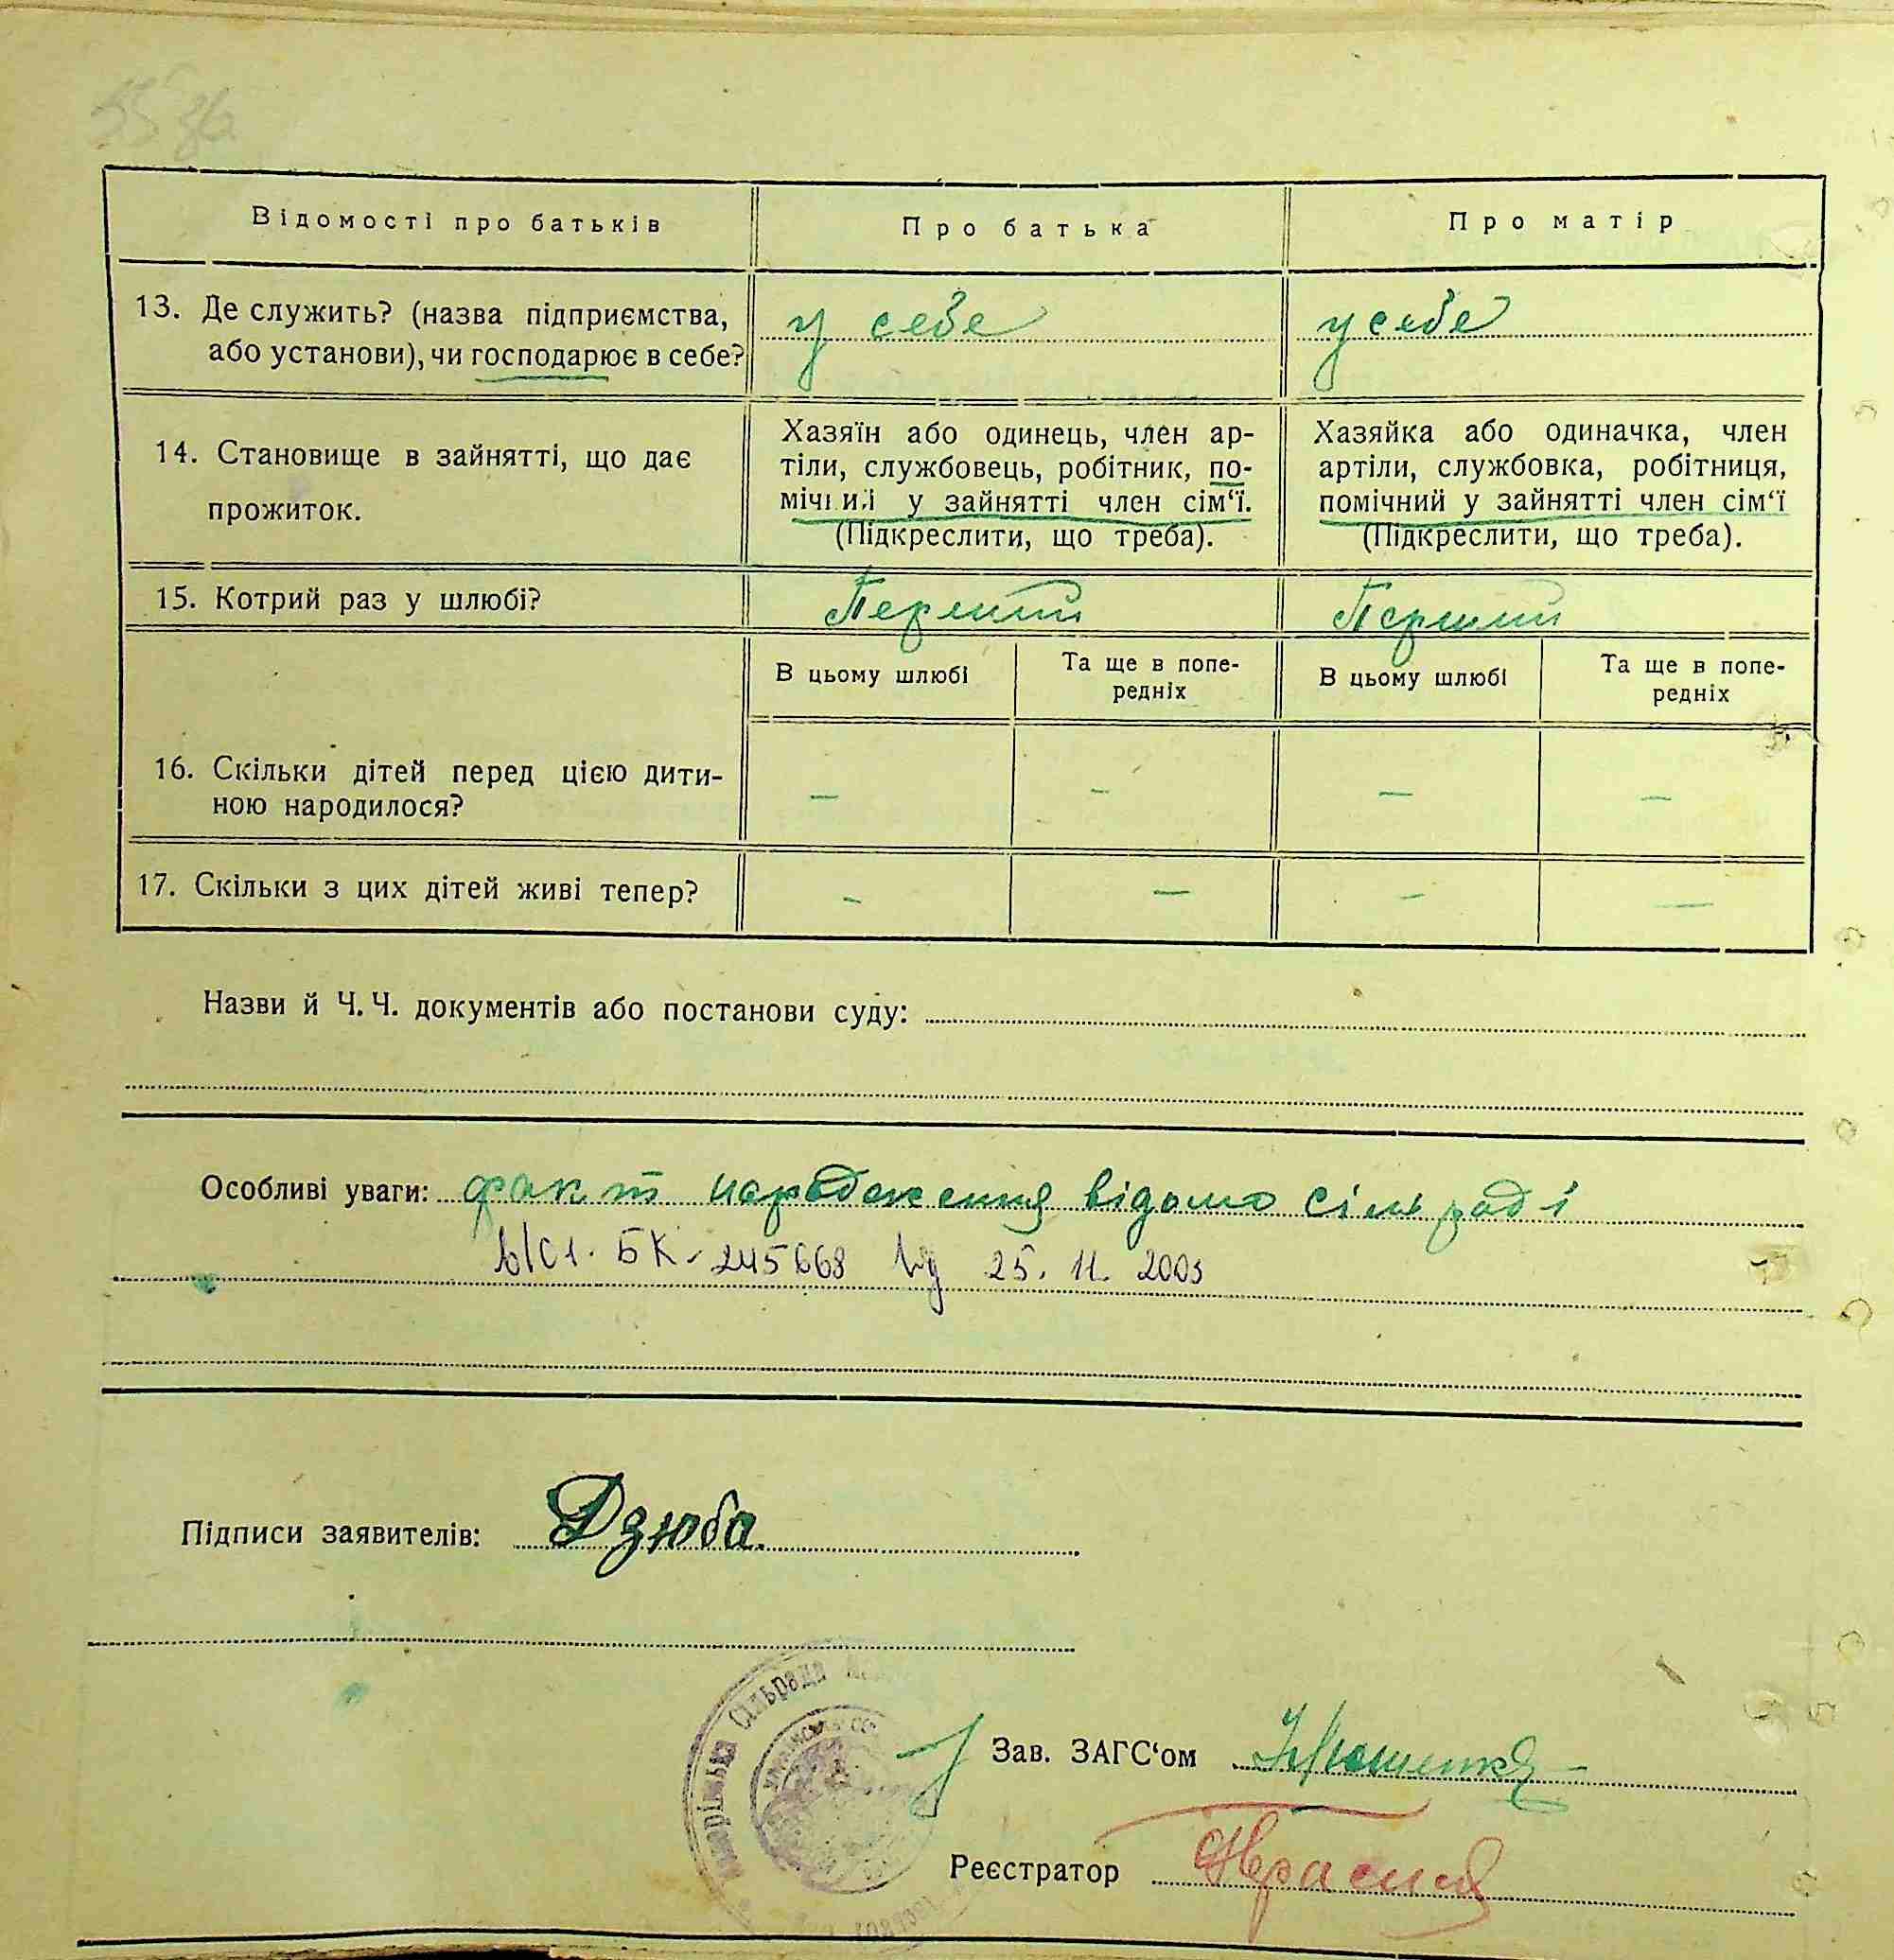 55 зв.
Відомості про батьків
Про батька
Про матір
13. Де служить? (назва підприємства,
або установи), чи господарює в себе?
у себе
у себе
14. Становище в зайнятті, що дає
прожиток.
Хазяїн або одинець, член ар-
тіли, службовець, робітник, по-
мічний у зайнятті член сім‘ї.
(Підкреслити, що треба).
Хазяйка або одиначка, член
артіли, службовка, робітниця,
помічний у зайнятті член сім‘ї
(Підкреслити, що треба).
15. Котрий раз у шлюбі?
Перший
Перший
В цьому шлюбі
Та ще в попе-
редніх
В цьому шлюбі
Та ще в попе-
редніх
16. Скільки дітей перед цією дити-
ною народилося?
— — — —
17. Скільки з цих дітей живі тепер?
— — — —
Назви й Ч. Ч. документів або постанови суду:
Особливі уваги: факт народження відомо сільраді
БК-245668 від 25. 11. 2003
Підписи заявителів: Дзюба.
сільрада
Зав. ЗАГС‘ом
Реєстратор